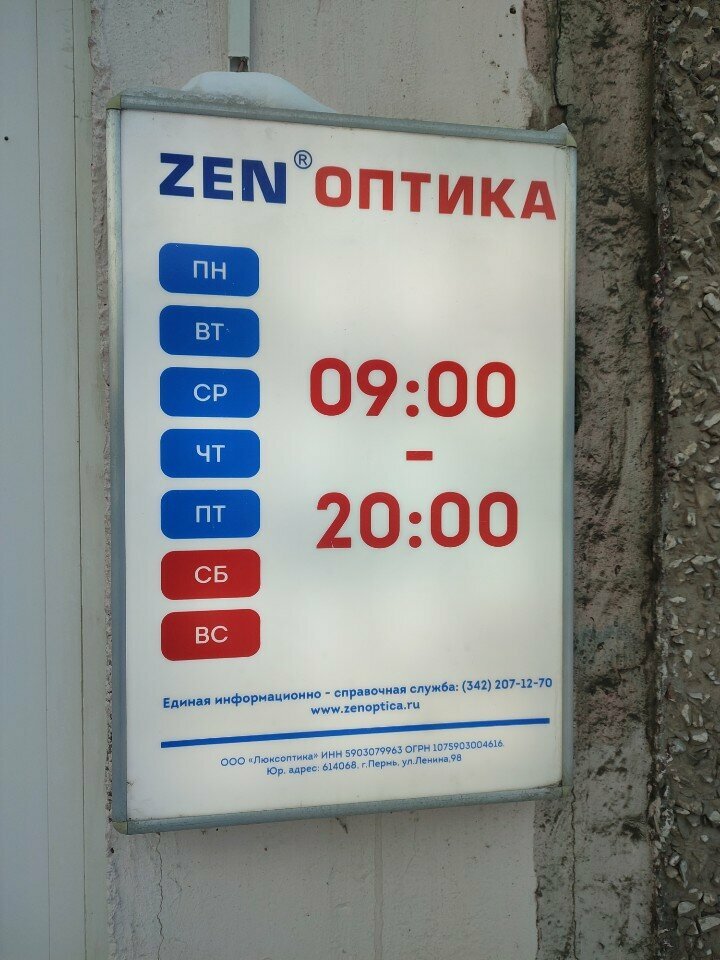 ZEN® ОПТИКА
ПН
ВТ
СР
ЧТ
ПТ
СБ
ВС
09:00
-
20:00
Единая информационно - справочная служба: (342) 207-12-70
www.zenoptica.ru
ООО «Люксоптика» ИНН 5903079963 ОГРН 1075903004616.
Юр. адрес: 614068, г.Пермь, ул.Ленина,98